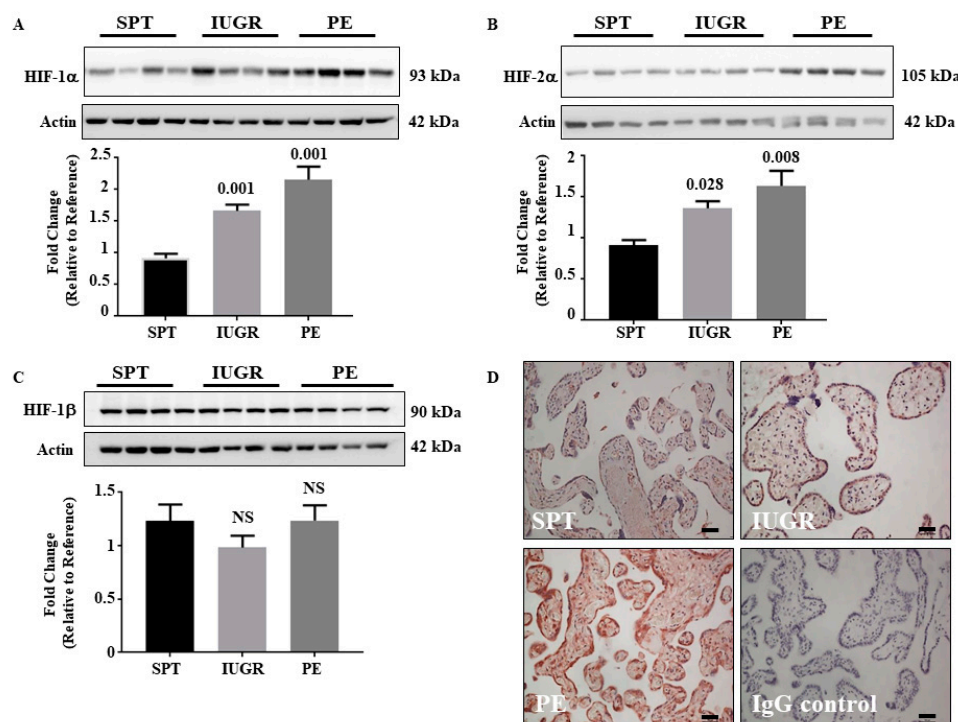 A
SPT IUGR PE
HIF-1α 93 kDa
Actin 42 kDa
Fold Change
(Relative to Reference)
2.5
2
1.5
1
0.5
0
0.001
0.001
SPT IUGR PE
B
SPT IUGR PE
HIF-2α 105 kDa
Actin 42 kDa
Fold Change
(Relative to Reference)
2
1.5
1
0.5
0
0.028
0.008
SPT IUGR PE
C
SPT IUGR PE
HIF-1β 90 kDa
Actin 42 kDa
Fold Change
(Relative to Reference)
1.5
1
0.5
0
NS
NS
SPT IUGR PE
D
SPT
IUGR
PE
IgG control